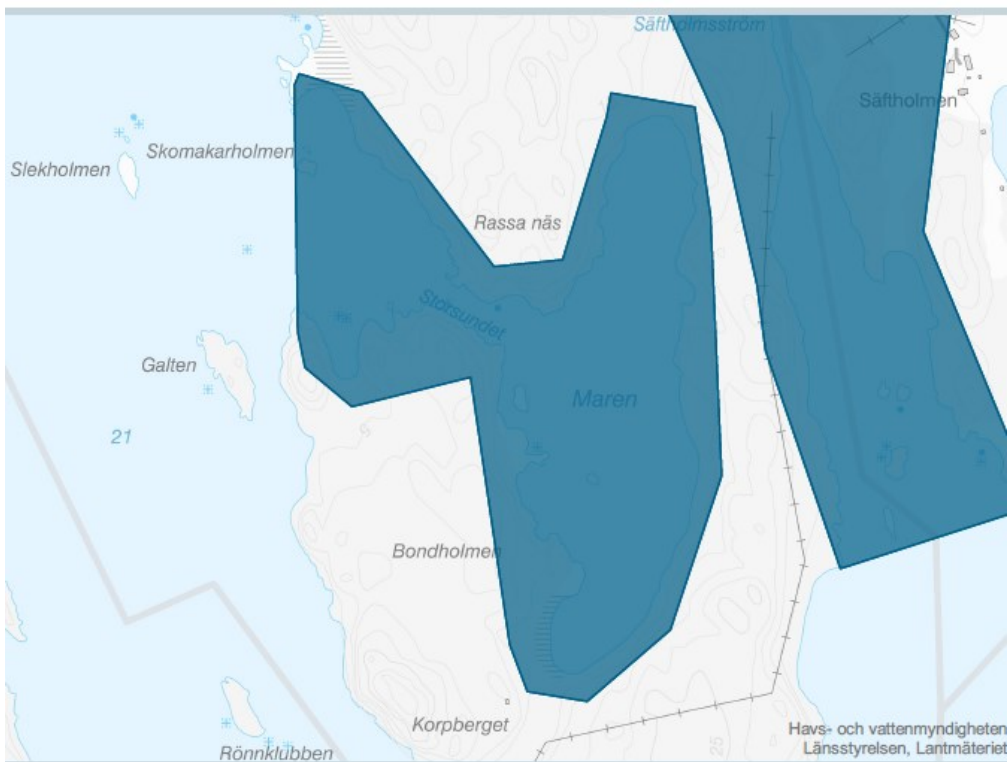 Säftholmsström
Säftholmen
Skomakarholmen
Slekholmen
Rassa näs
Storsundet
Galten
Maren
21
5
Bondholmen
Korpberget
25
Rönnklubben
Havs- och vattenmyndigheten
Länsstyrelsen, Lantmäteriet